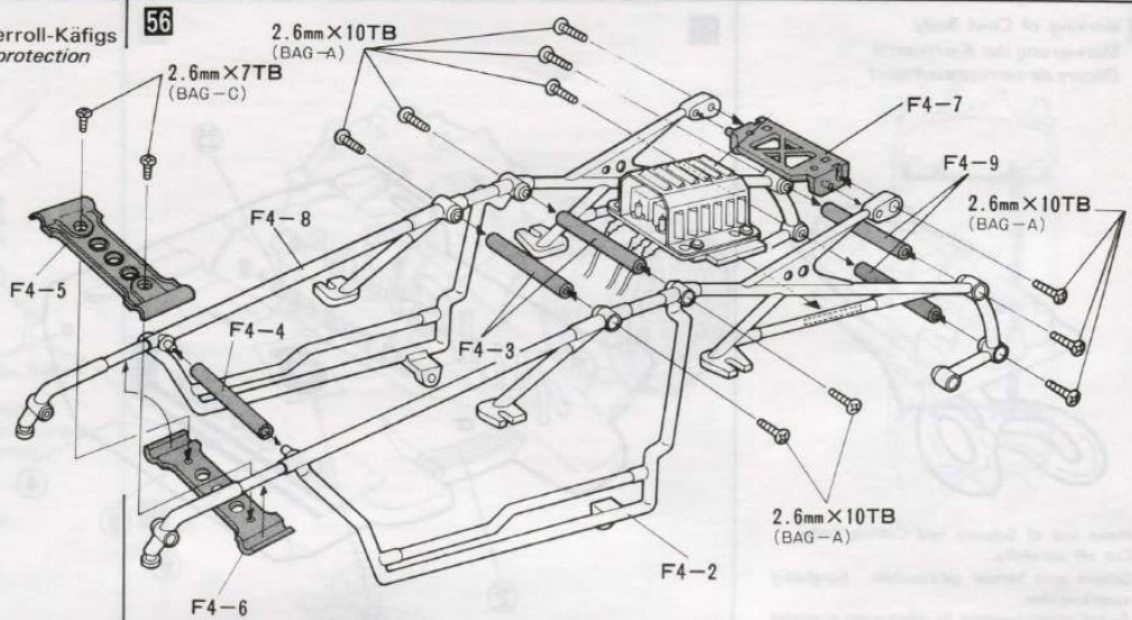 erroll-Käfigs
protection
56
2.6mm×10TB
(BAG-A)
2.6mm×7TB
(BAG-C)
F4-7
F4-9
2.6mm×10TB
(BAG-A)
F4-8
F4-5
F4-4
F4-3
2.6mm×10TB
(BAG-A)
F4-2
F4-6